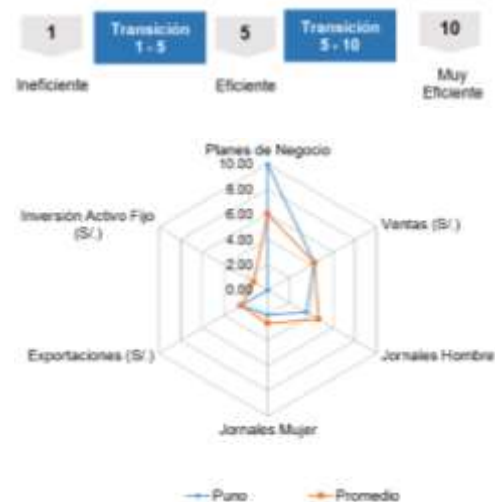 1
Transición
1 - 5
5
Transición
5 - 10
10
Ineficiente
Eficiente
Muy
Eficiente
Planes de Negocio
10.00
8.00
6.00
4.00
2.00
0.00
Inversión Activo Fijo
(S/.)
Ventas (S/.)
Exportaciones (S/.)
Jornales Hombre
Jornales Mujer
Puno
Promedio